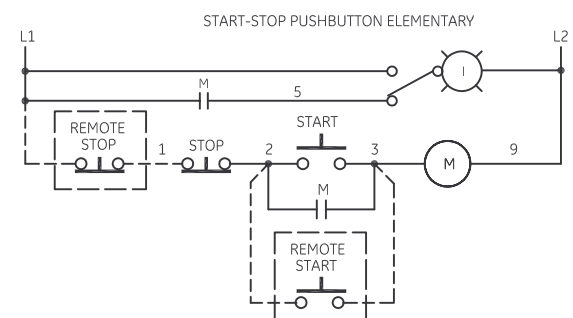 START-STOP PUSHBUTTON ELEMENTARY
L1
L2
I
M
5
REMOTE
STOP
1
STOP
2
START
3
M
9
M
REMOTE
START